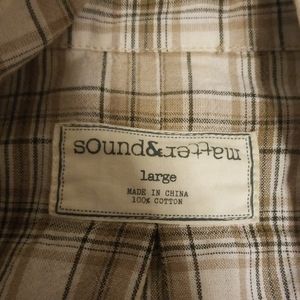 sound&matter
large
MADE IN CHINA
100% COTTON